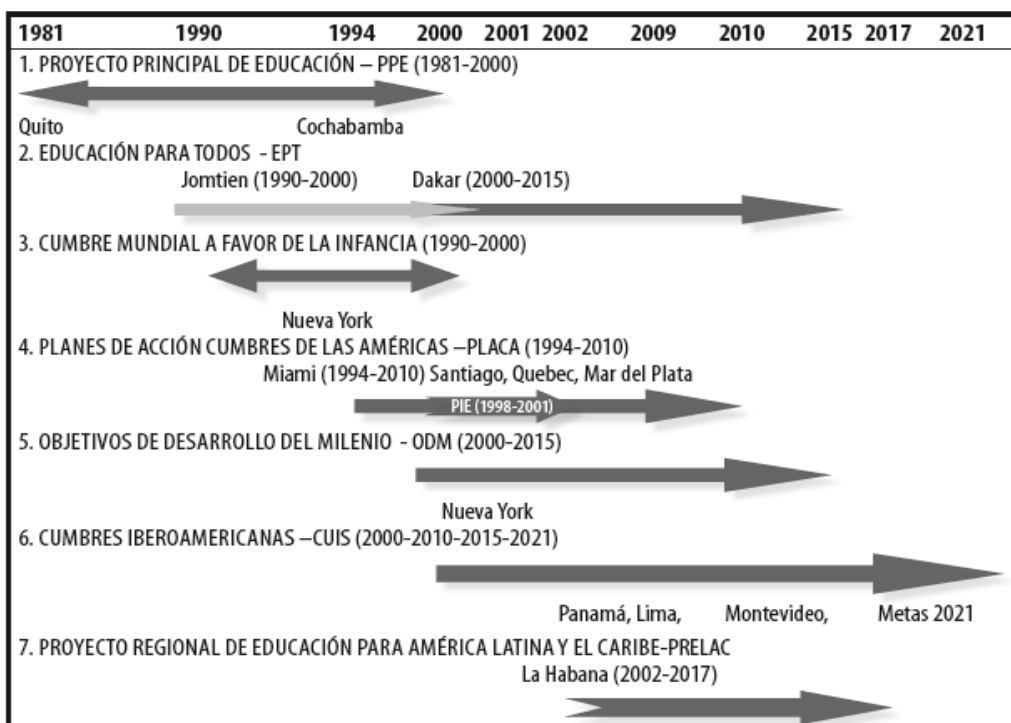 1981 1990 1994 2000 2001 2002 2009 2010 2015 2017 2021
1. PROYECTO PRINCIPAL DE EDUCACIÓN – PPE (1981-2000)
Quito Cochabamba
2. EDUCACIÓN PARA TODOS - EPT
Jomtien (1990-2000) Dakar (2000-2015)
3. CUMBRE MUNDIAL A FAVOR DE LA INFANCIA (1990-2000)
Nueva York
4. PLANES DE ACCIÓN CUMBRES DE LAS AMÉRICAS –PLACA (1994-2010)
Miami (1994-2010) Santiago, Quebec, Mar del Plata
PIE (1998-2001)
5. OBJETIVOS DE DESARROLLO DEL MILENIO - ODM (2000-2015)
Nueva York
6. CUMBRES IBEROAMERICANAS –CUIS (2000-2010-2015-2021)
Panamá, Lima, Montevideo, Metas 2021
7. PROYECTO REGIONAL DE EDUCACIÓN PARA AMÉRICA LATINA Y EL CARIBE-PRELAC
La Habana (2002-2017)